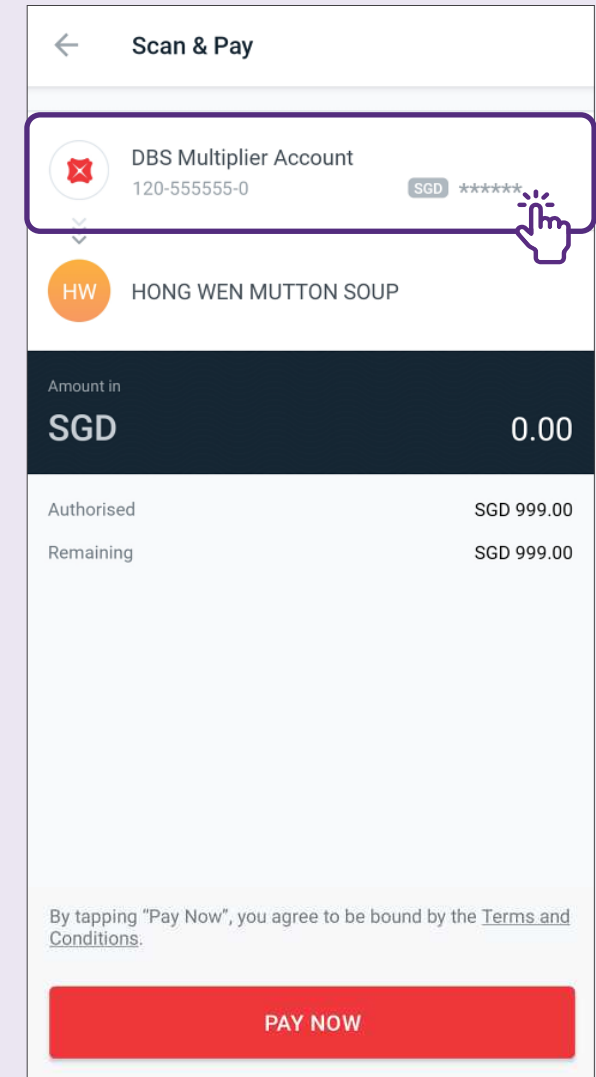 Scan & Pay
DBS Multiplier Account
120-555555-0 SGD ******
HW HONG WEN MUTTON SOUP
Amount in
SGD 0.00
Authorised SGD 999.00
Remaining SGD 999.00
By tapping “Pay Now”, you agree to be bound by the Terms and
Conditions.
PAY NOW